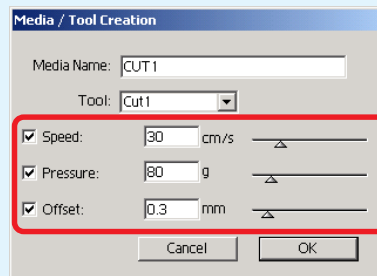 Media / Tool Creation
Media Name: CUT1
Tool: Cut1
Speed: 30 cm/s
Pressure: 80 g
Offset: 0.3 mm
Cancel OK